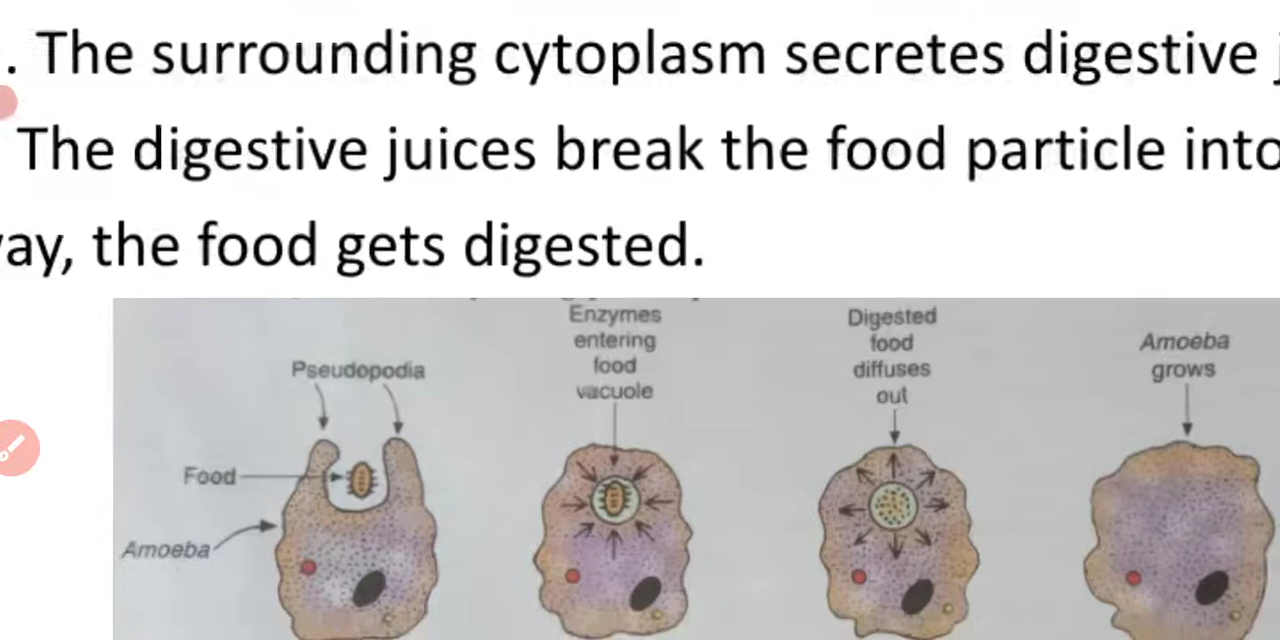 . The surrounding cytoplasm secretes digestive j
The digestive juices break the food particle into
ay, the food gets digested.
Enzymes
entering
food
vacuole
Digested
food
diffuses
out
Amoeba
grows
Pseudopodia
Food
Amoeba